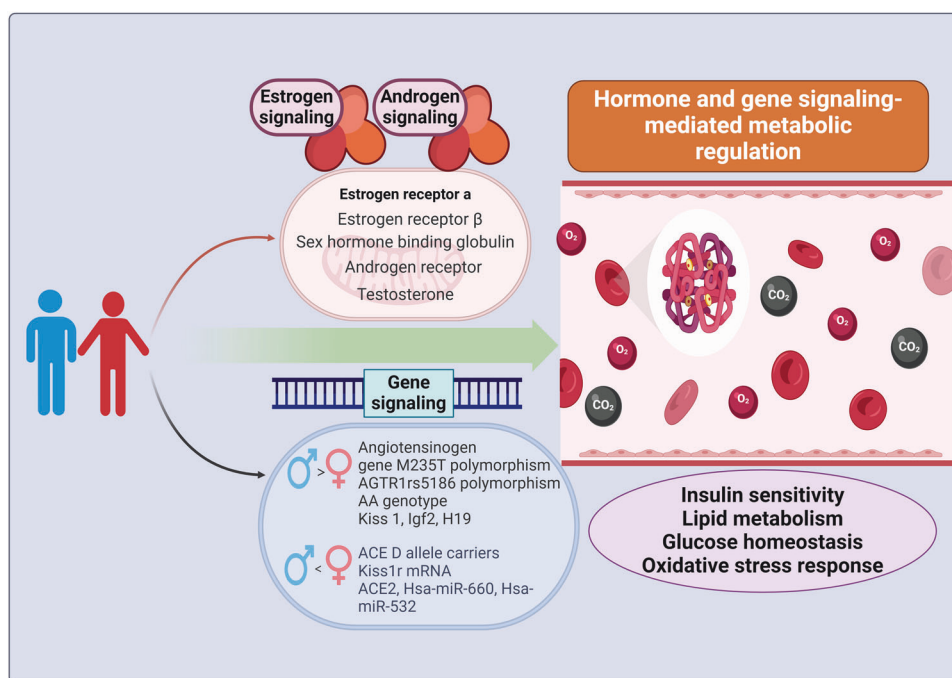 Estrogen
signaling
Androgen
signaling
Estrogen receptor a
Estrogen receptor β
Sex hormone binding globulin
Androgen receptor
Testosterone
Gene
signaling
♂>♀
Angiotensinogen
gene M235T polymorphism
AGTR1rs5186 polymorphism
AA genotype
Kiss 1, Igf2, H19
♂<♀
ACE D allele carriers
Kiss1r mRNA
ACE2, Hsa-miR-660, Hsa-
miR-532
Hormone and gene signaling-
mediated metabolic
regulation
O₂
O₂
O₂
O₂
O₂
CO₂
CO₂
CO₂
Insulin sensitivity
Lipid metabolism
Glucose homeostasis
Oxidative stress response